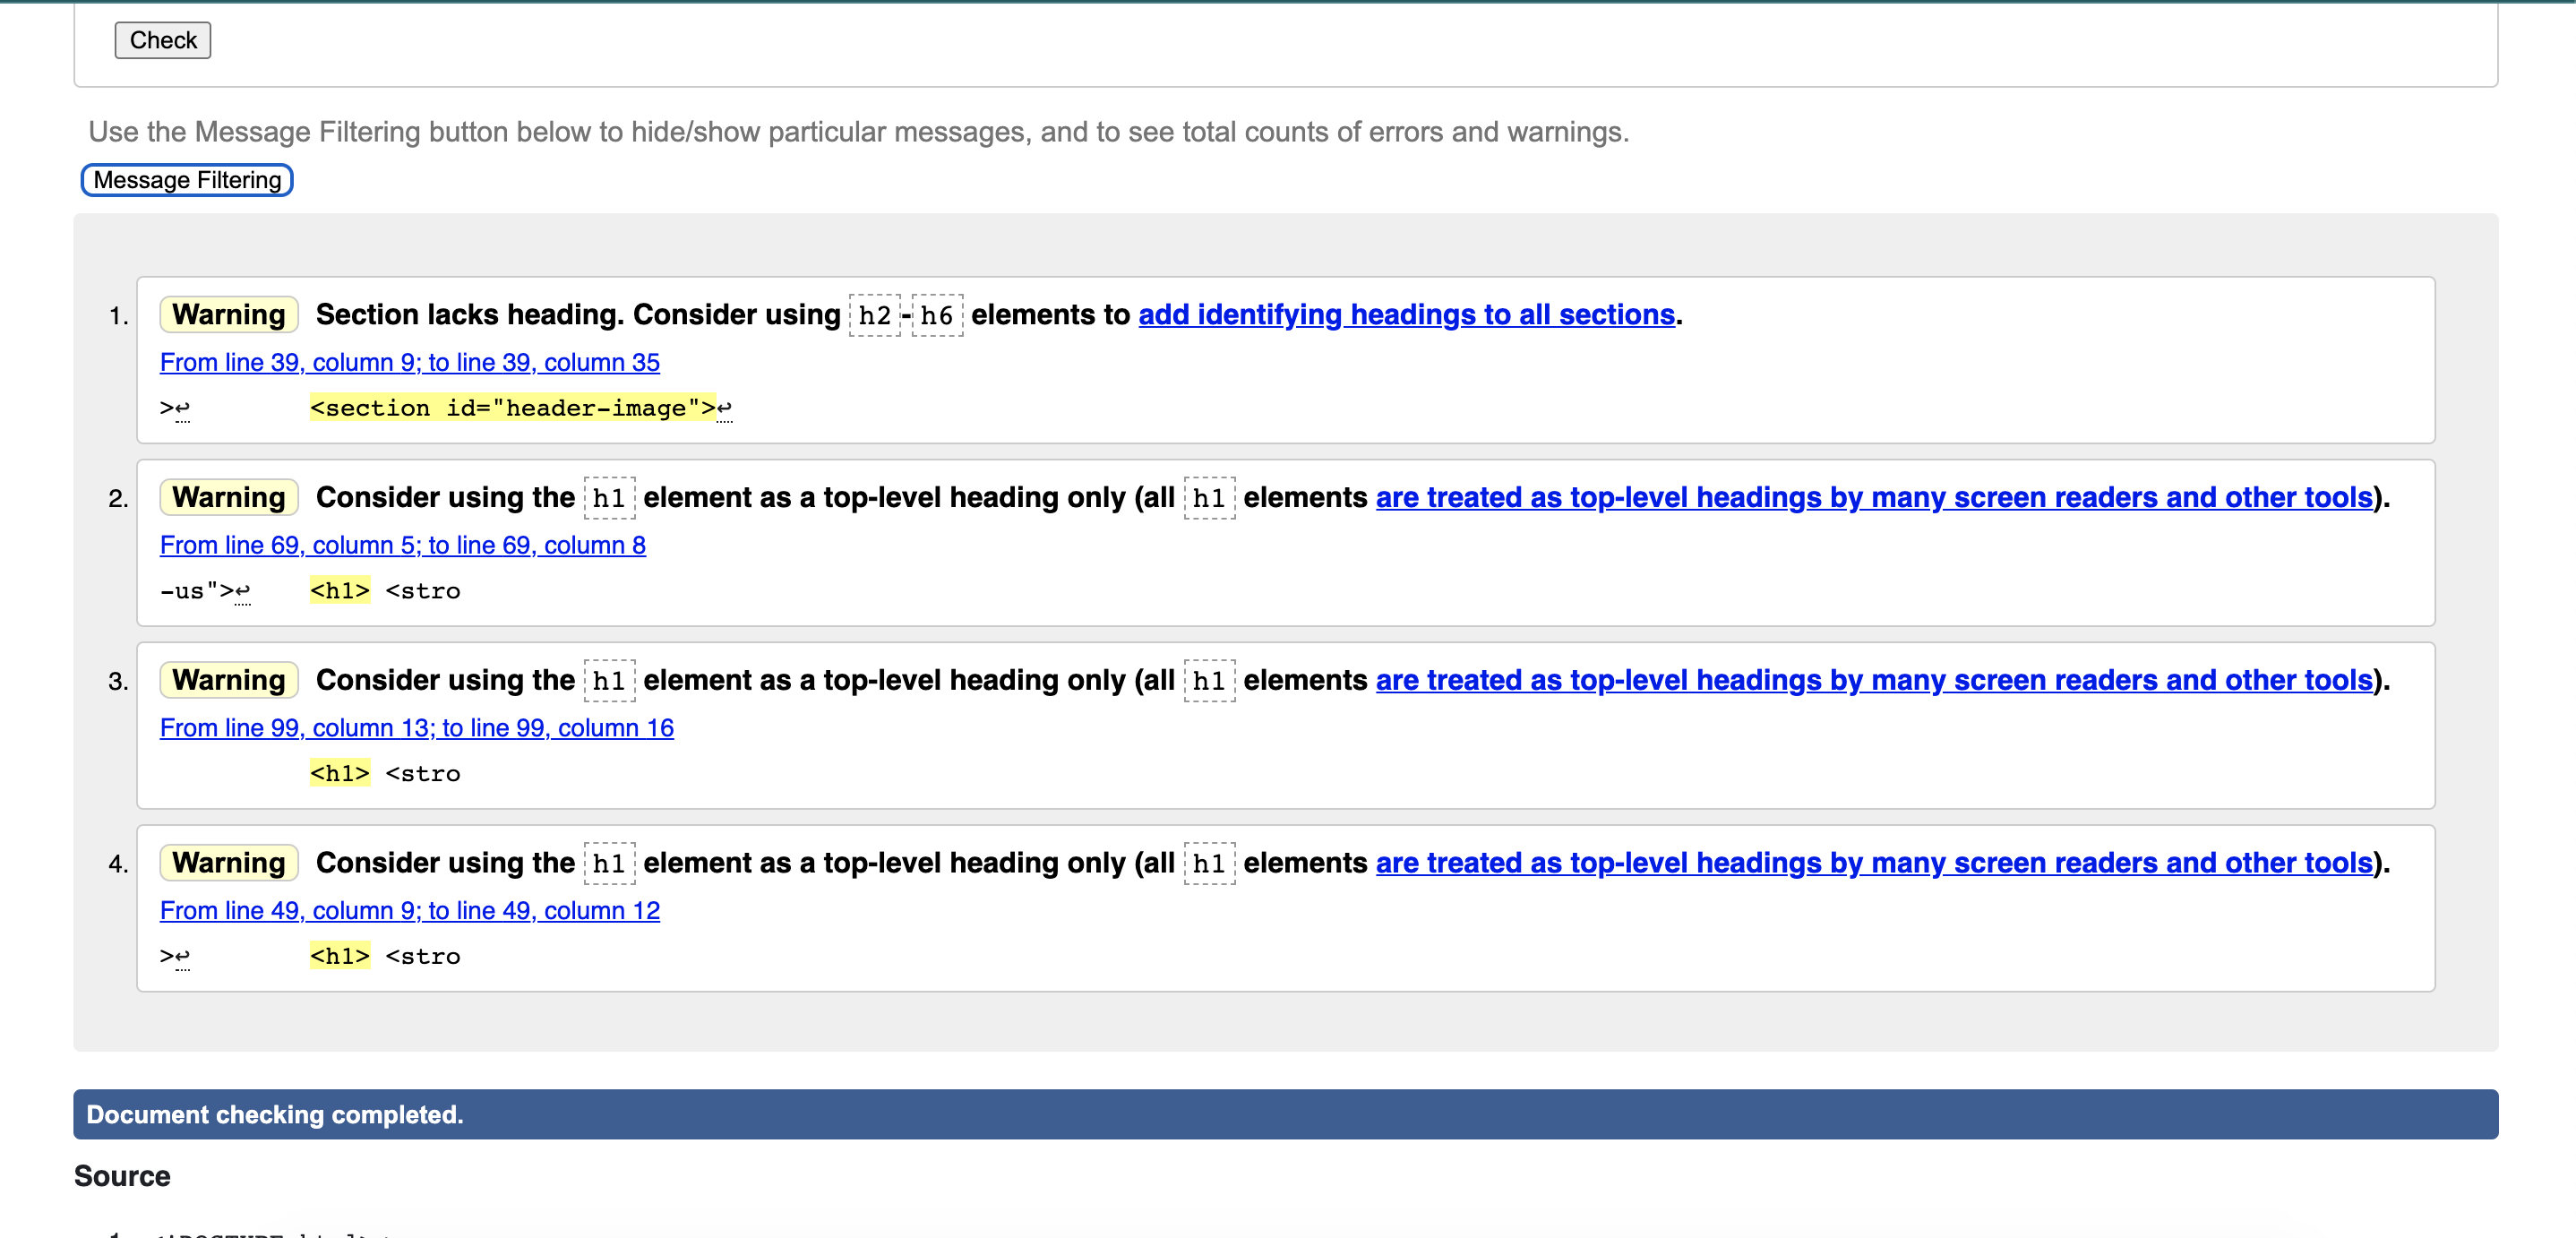 Check
Use the Message Filtering button below to hide/show particular messages, and to see total counts of errors and warnings.
Message Filtering
1. Warning Section lacks heading. Consider using h2-h6 elements to add identifying headings to all sections.
From line 39, column 9; to line 39, column 35
>↩ <section id="header-image">↩
2. Warning Consider using the h1 element as a top-level heading only (all h1 elements are treated as top-level headings by many screen readers and other tools).
From line 69, column 5; to line 69, column 8
-us">↩ <h1> <stro
3. Warning Consider using the h1 element as a top-level heading only (all h1 elements are treated as top-level headings by many screen readers and other tools).
From line 99, column 13; to line 99, column 16
<h1> <stro
4. Warning Consider using the h1 element as a top-level heading only (all h1 elements are treated as top-level headings by many screen readers and other tools).
From line 49, column 9; to line 49, column 12
>↩ <h1> <stro
Document checking completed.
Source